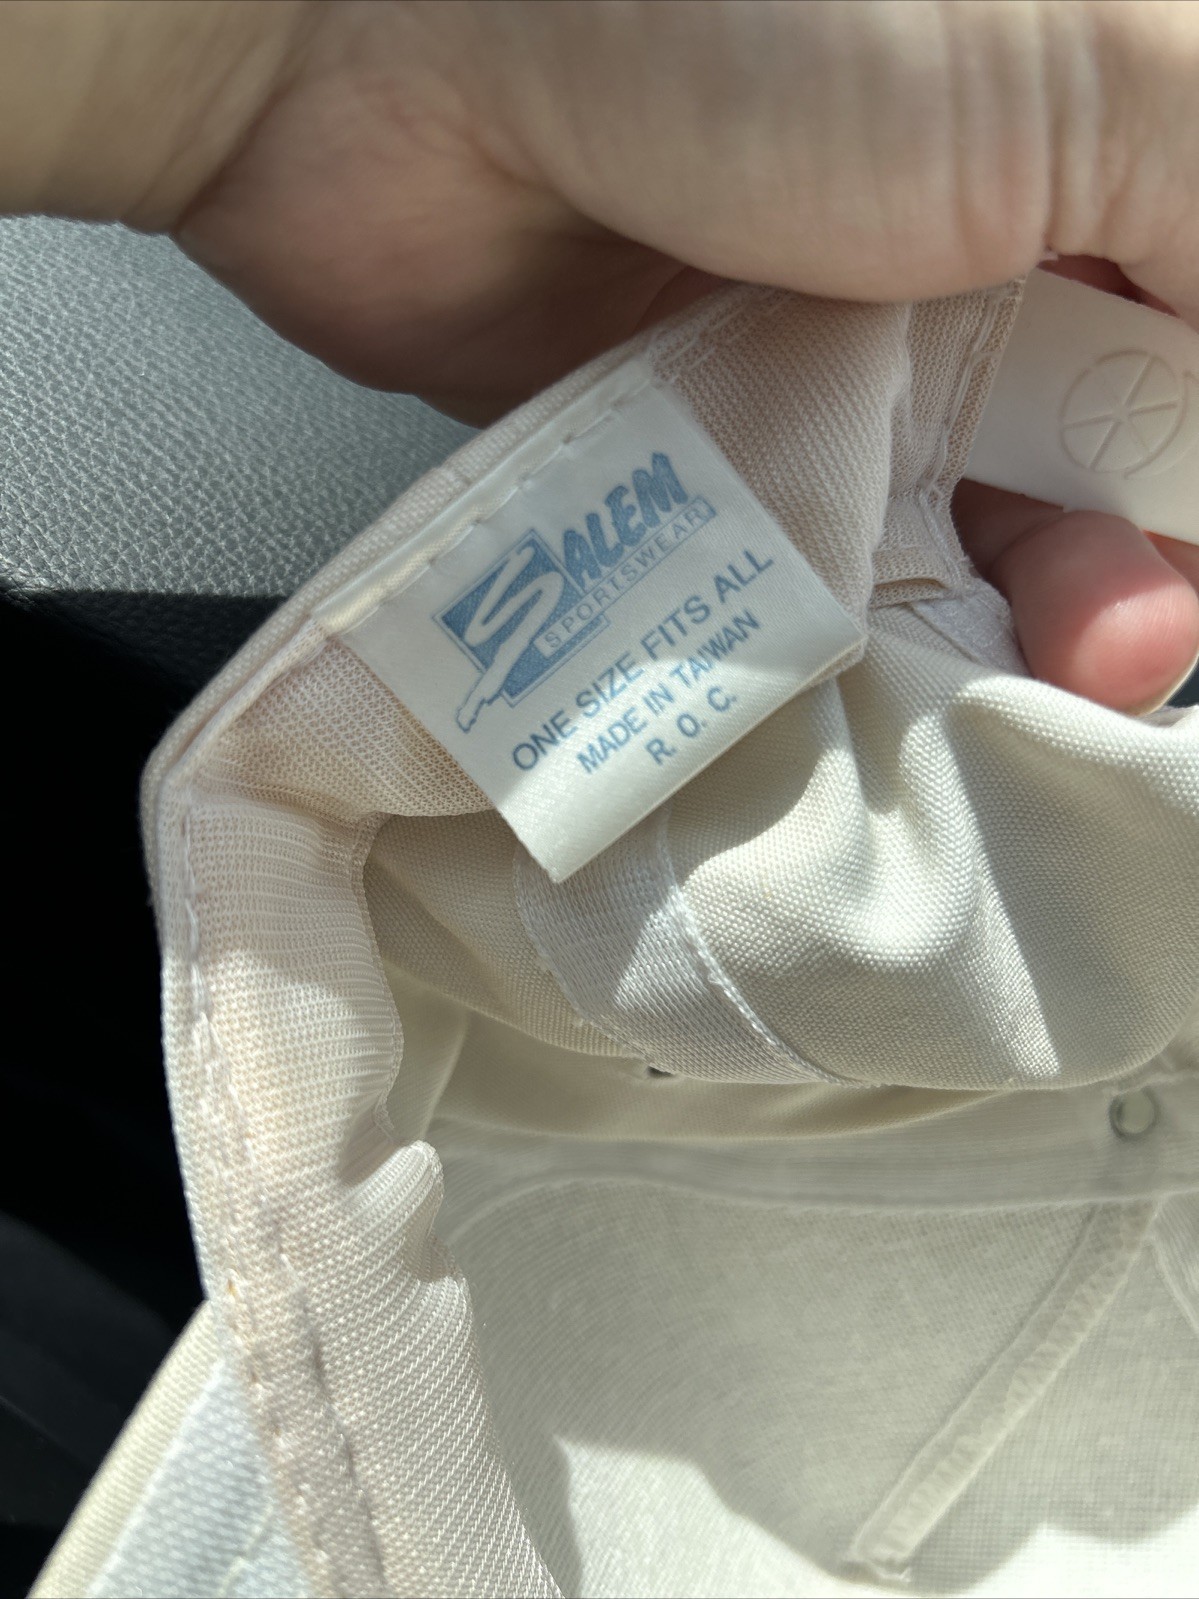 SALEM
SPORTSWEAR
ONE SIZE FITS ALL
MADE IN TAIWAN
R. O. C.